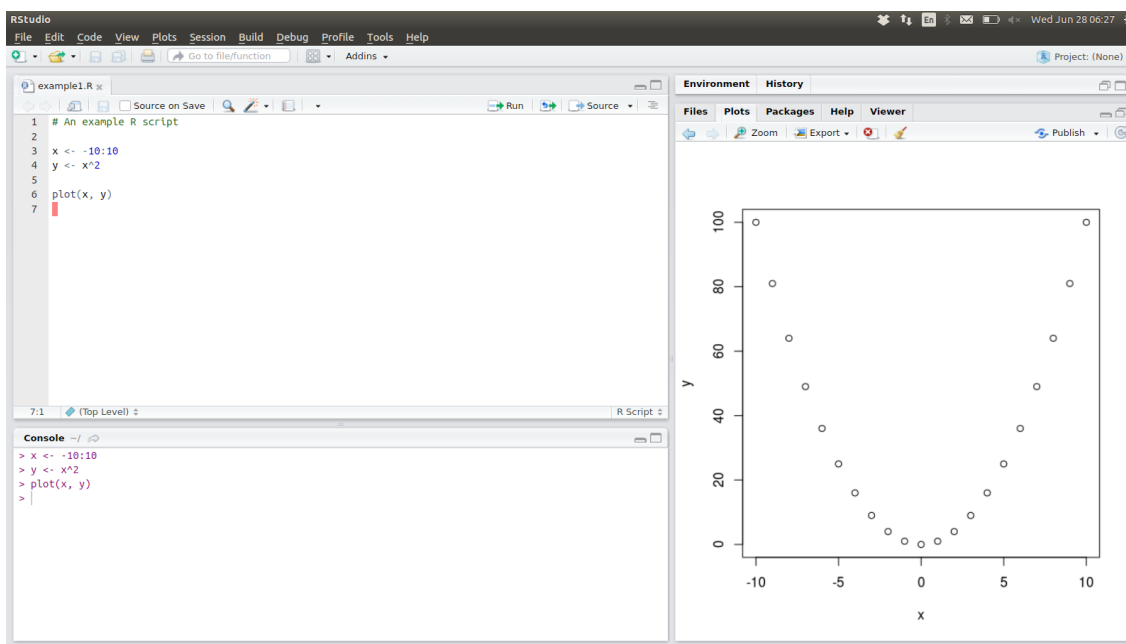 RStudio
En
Wed Jun 28 06:27
File Edit Code View Plots Session Build Debug Profile Tools Help
Go to file/function
Addins
Project: (None)
example1.R
Source on Save
Run
Source
1 # An example R script
2
3 x <- -10:10
4 y <- x^2
5
6 plot(x, y)
7
7:1
(Top Level)
R Script
Console ~/
> x <- -10:10
> y <- x^2
> plot(x, y)
>
Environment History
Files Plots Packages Help Viewer
Zoom
Export
Publish
100
80
60
40
20
0
y
-10 -5 0 5 10
x